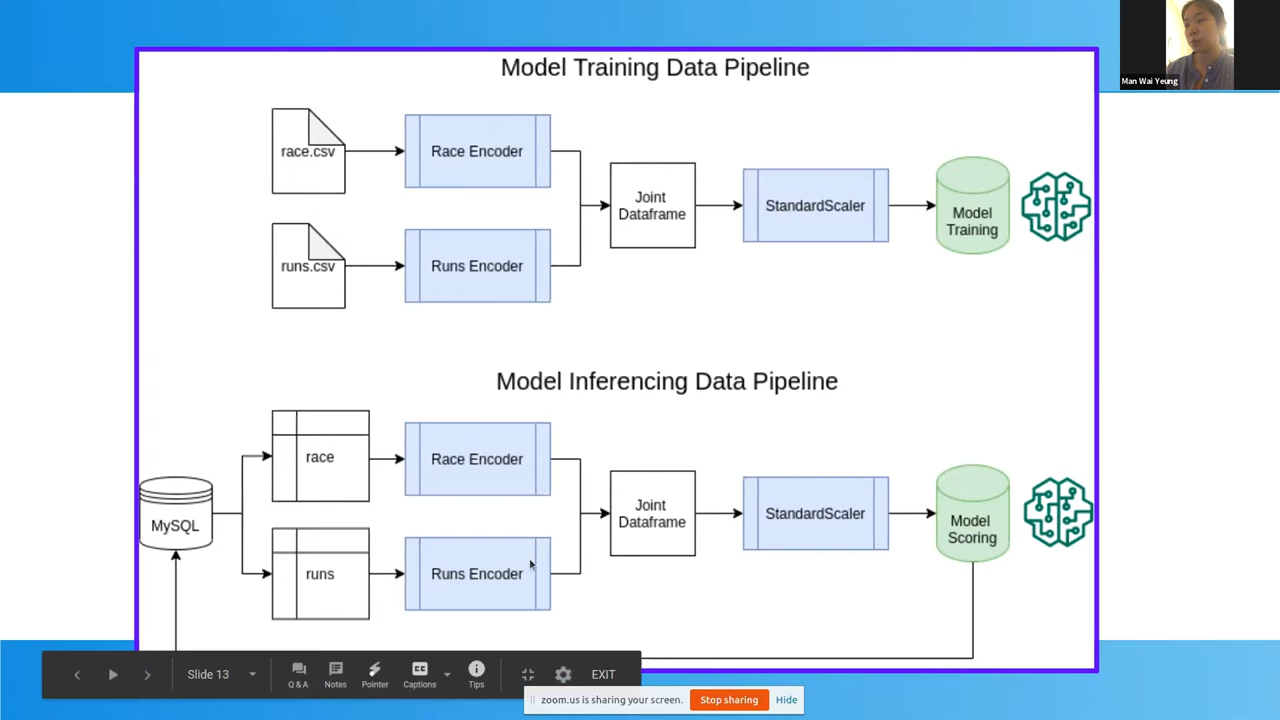 Man Wai Yeung
Model Training Data Pipeline
race.csv
Race Encoder
runs.csv
Runs Encoder
Joint
Dataframe
StandardScaler
Model
Training
Model Inferencing Data Pipeline
MySQL
race
Race Encoder
runs
Runs Encoder
Joint
Dataframe
StandardScaler
Model
Scoring
Slide 13
Q & A
Notes
Pointer
CC
Captions
Tips
EXIT
zoom.us is sharing your screen.
Stop sharing
Hide